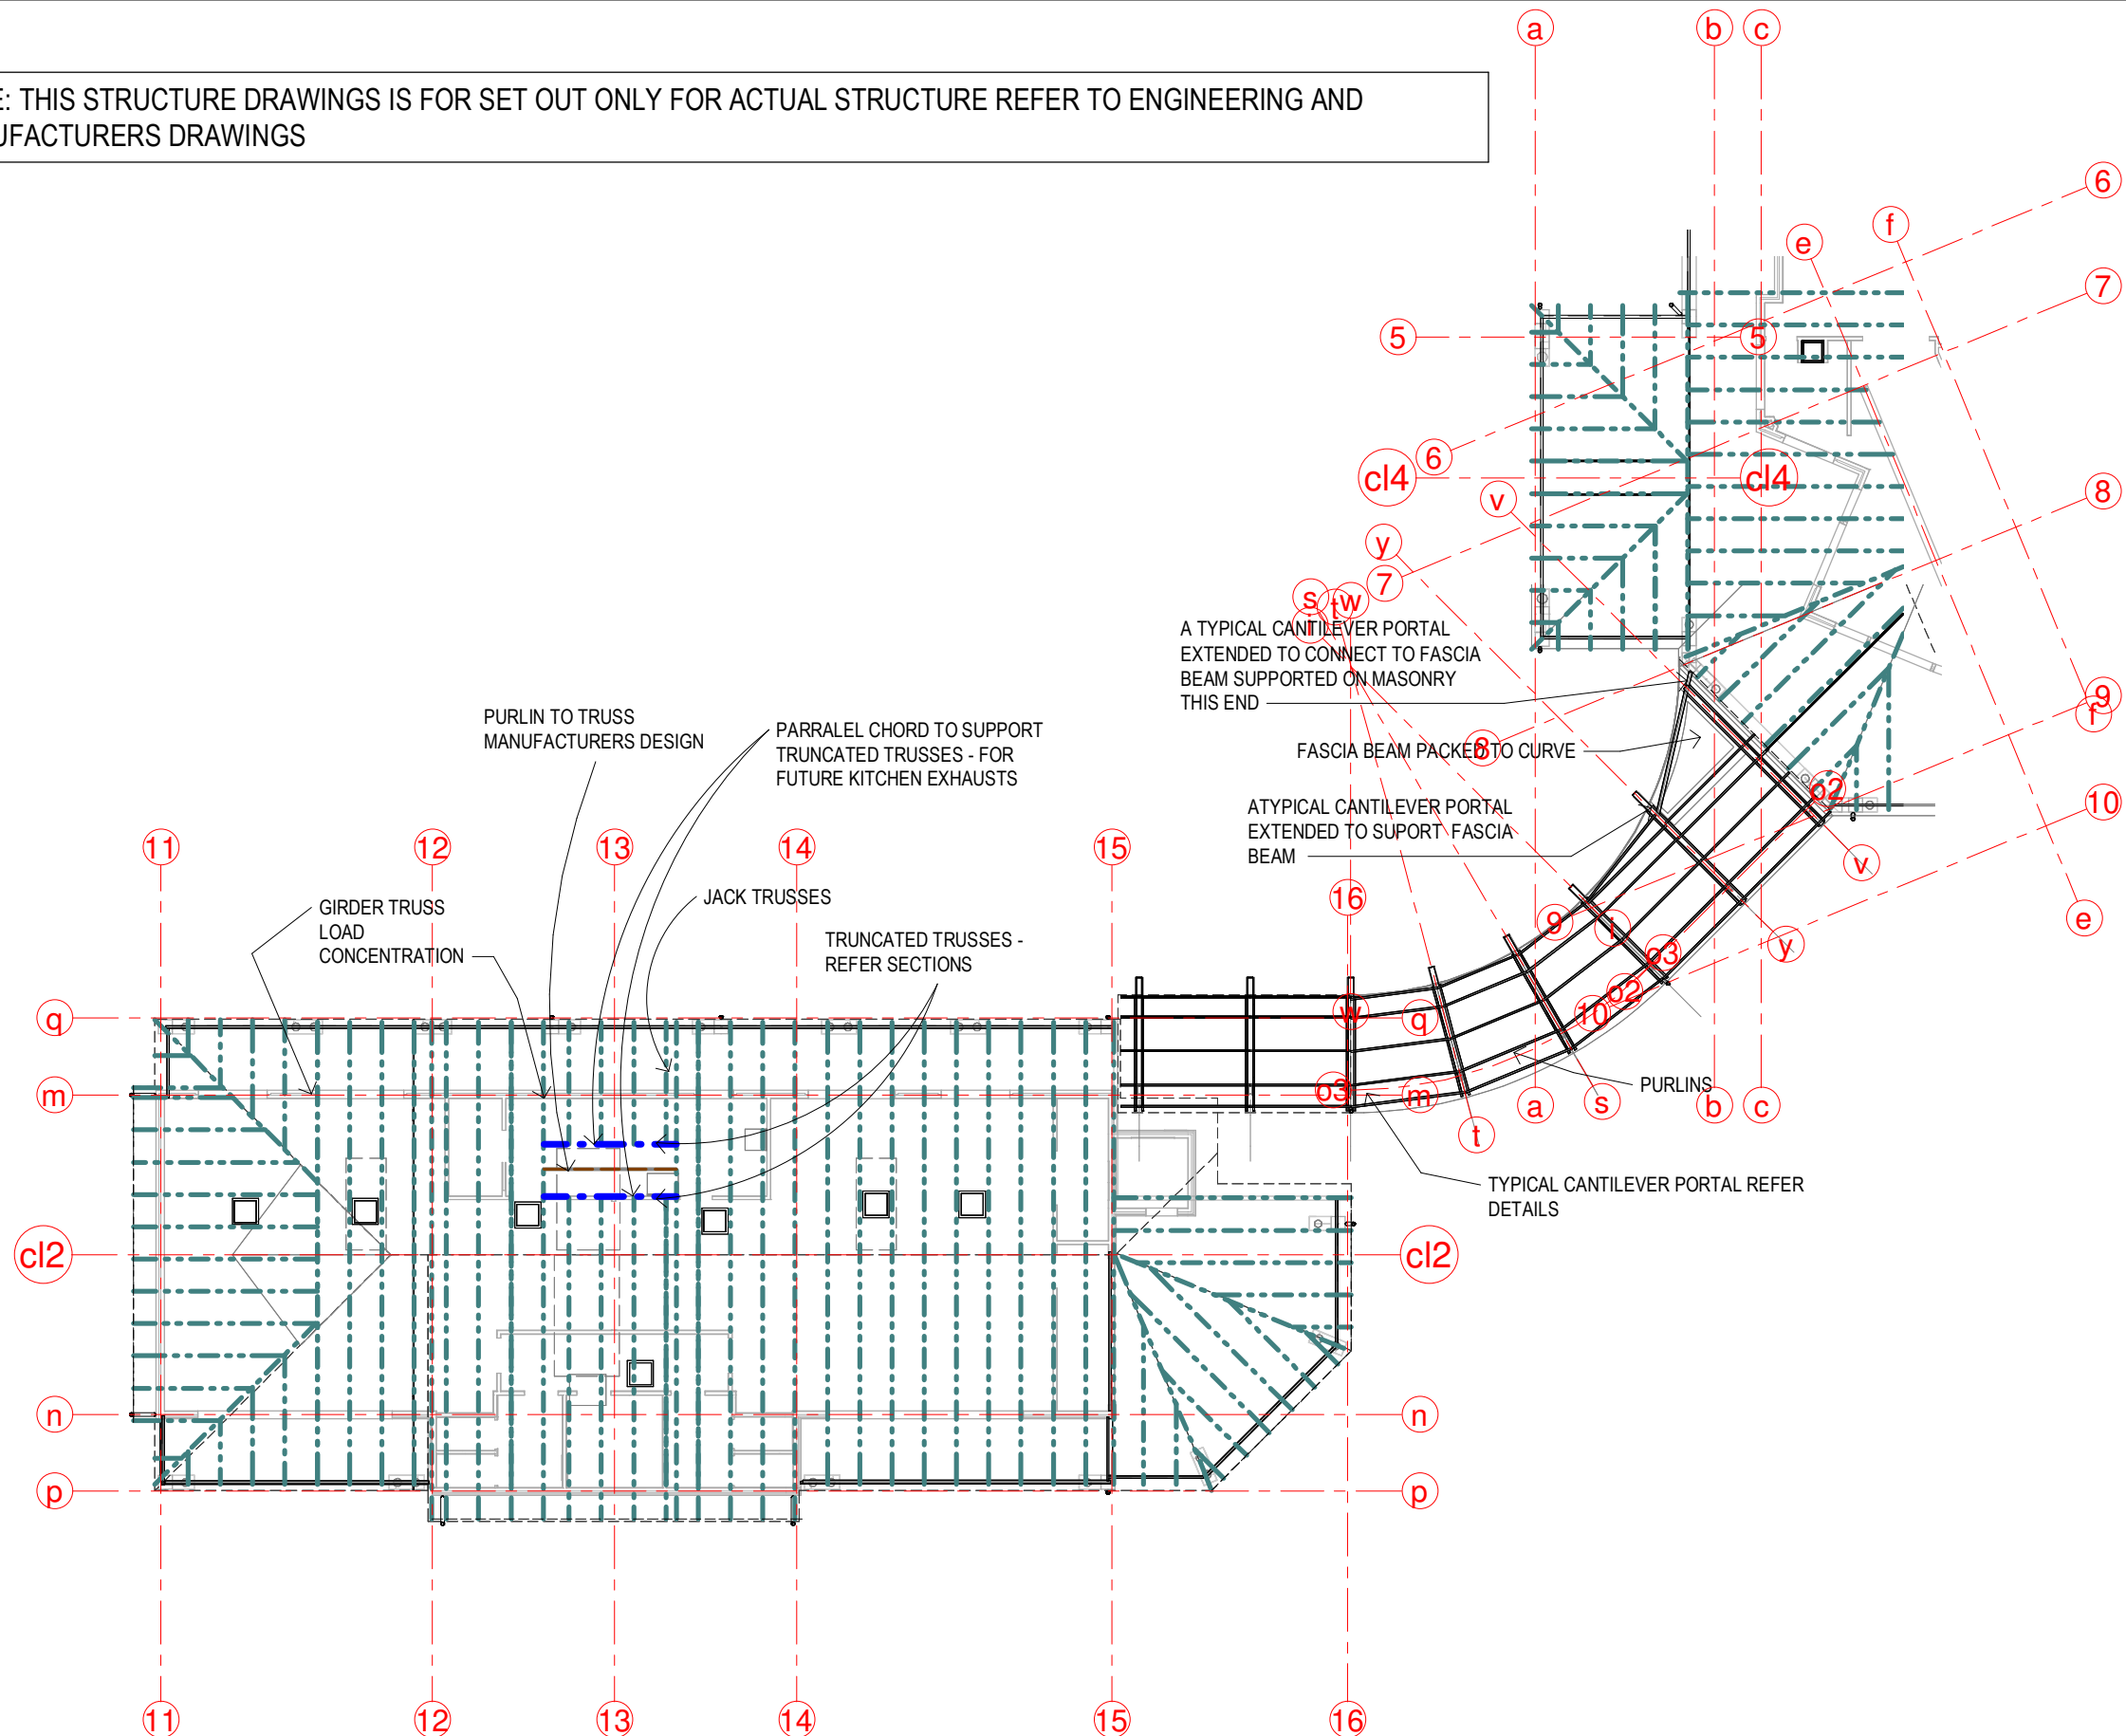 E: THIS STRUCTURE DRAWINGS IS FOR SET OUT ONLY FOR ACTUAL STRUCTURE REFER TO ENGINEERING AND
UFACTURERS DRAWINGS
a
b
c
6
f
e
7
5
5
6
cl4
cl4
v
8
y
7
s
t
w
i
A TYPICAL CANTILEVER PORTAL
EXTENDED TO CONNECT TO FASCIA
BEAM SUPPORTED ON MASONRY
THIS END
9
f
PURLIN TO TRUSS
MANUFACTURERS DESIGN
PARRALEL CHORD TO SUPPORT
TRUNCATED TRUSSES - FOR
FUTURE KITCHEN EXHAUSTS
FASCIA BEAM PACKED TO CURVE
8
o2
10
ATYPICAL CANTILEVER PORTAL
EXTENDED TO SUPORT FASCIA
BEAM
11
12
13
14
15
v
16
JACK TRUSSES
GIRDER TRUSS
LOAD
CONCENTRATION
TRUNCATED TRUSSES -
REFER SECTIONS
9
i
e
y
o3
o2
10
q
w
q
m
o3
m
PURLINS
a
s
b
c
t
TYPICAL CANTILEVER PORTAL REFER
DETAILS
cl2
cl2
n
n
p
p
11
12
13
14
15
16